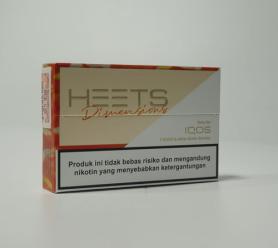 HEETS
Dimensions
IQOS
Produk ini tidak bebas risiko dan mengandung
nikotin yang menyebabkan ketergantungan